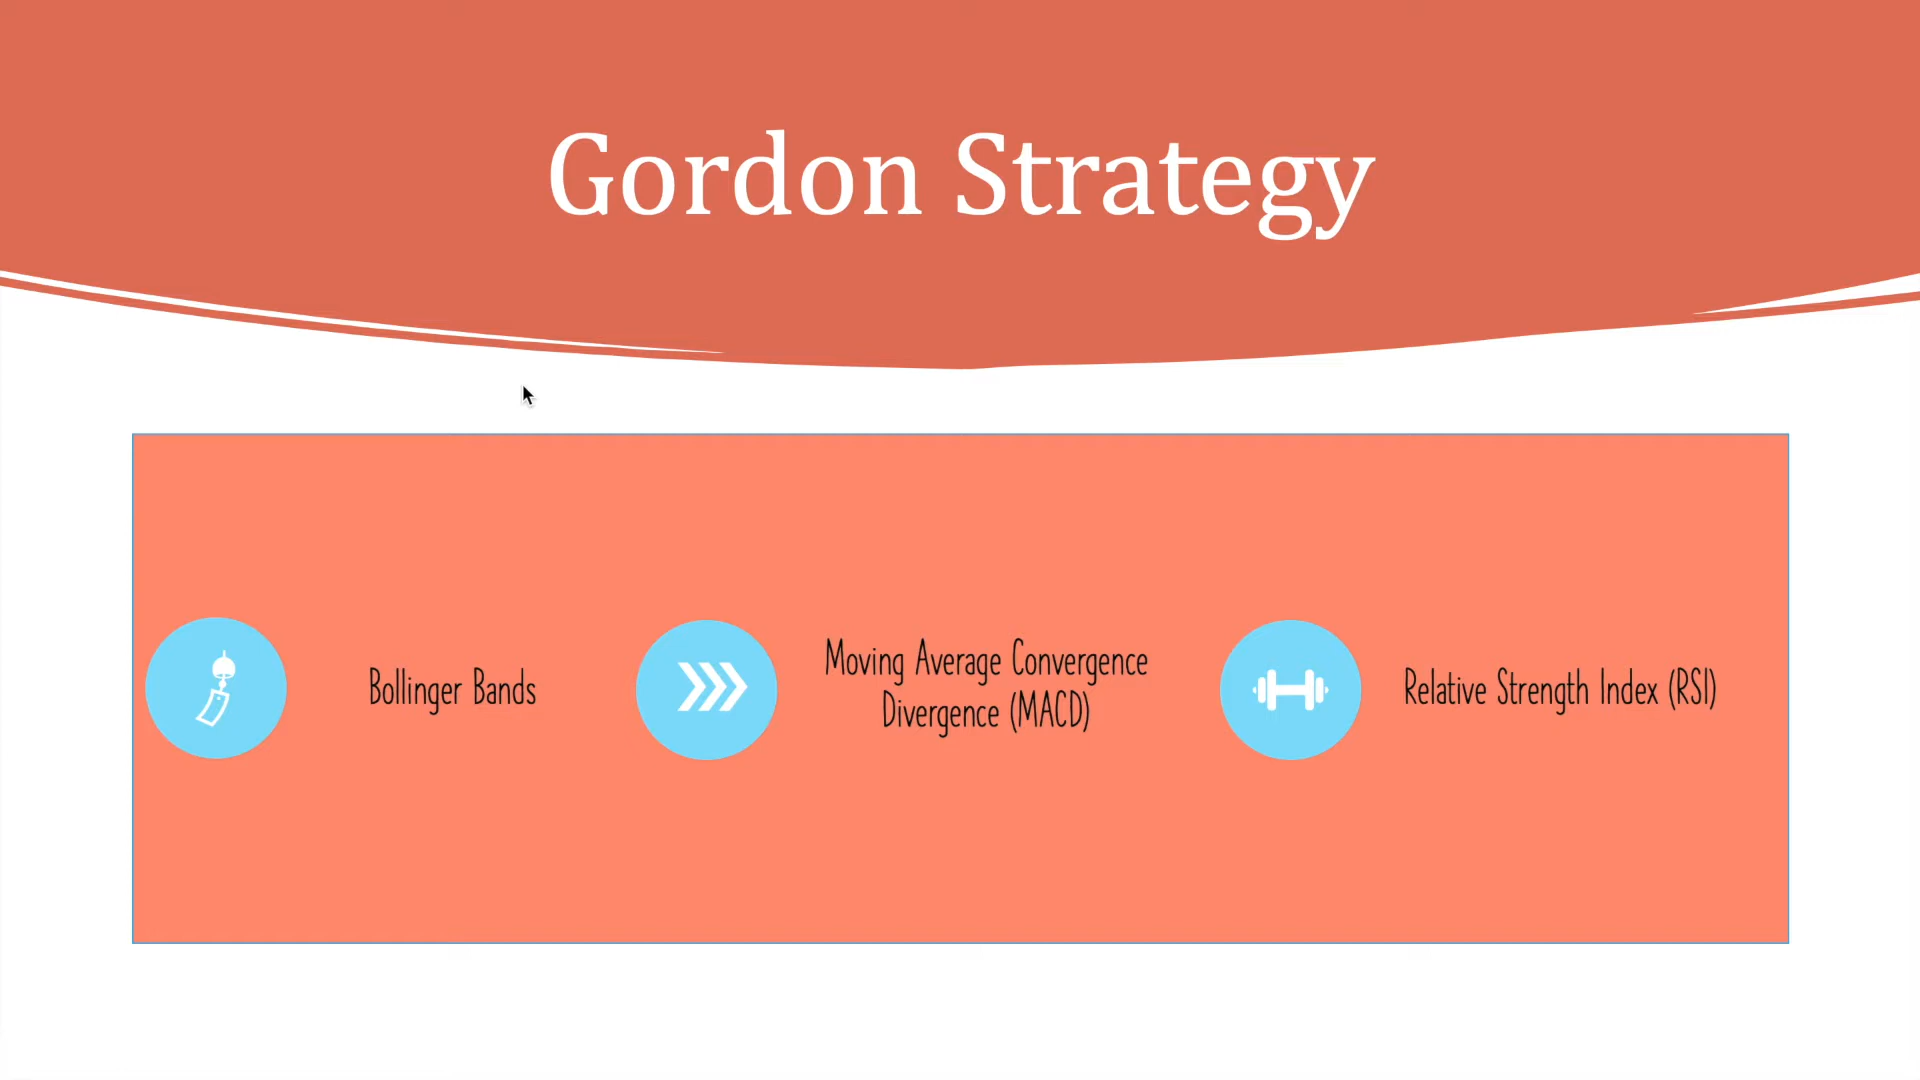 Gordon Strategy
Bollinger Bands
Moving Average Convergence
Divergence (MACD)
Relative Strength Index (RSI)